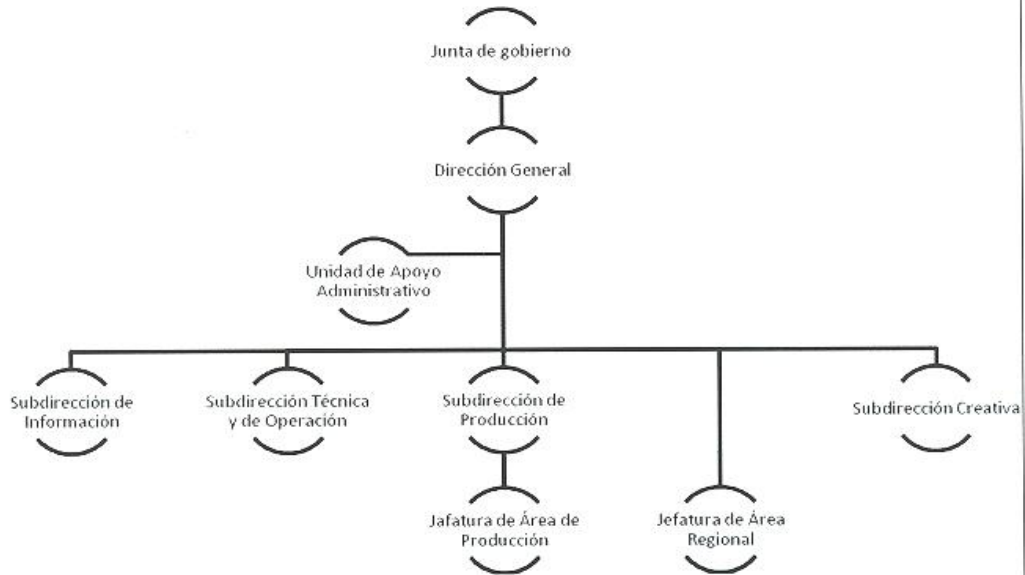 Junta de gobierno
Dirección General
Unidad de Apoyo
Administrativo
Subdirección de
Información
Subdirección Técnica
y de Operación
Subdirección de
Producción
Subdirección Creativa
Jafatura de Área de
Producción
Jefatura de Área
Regional